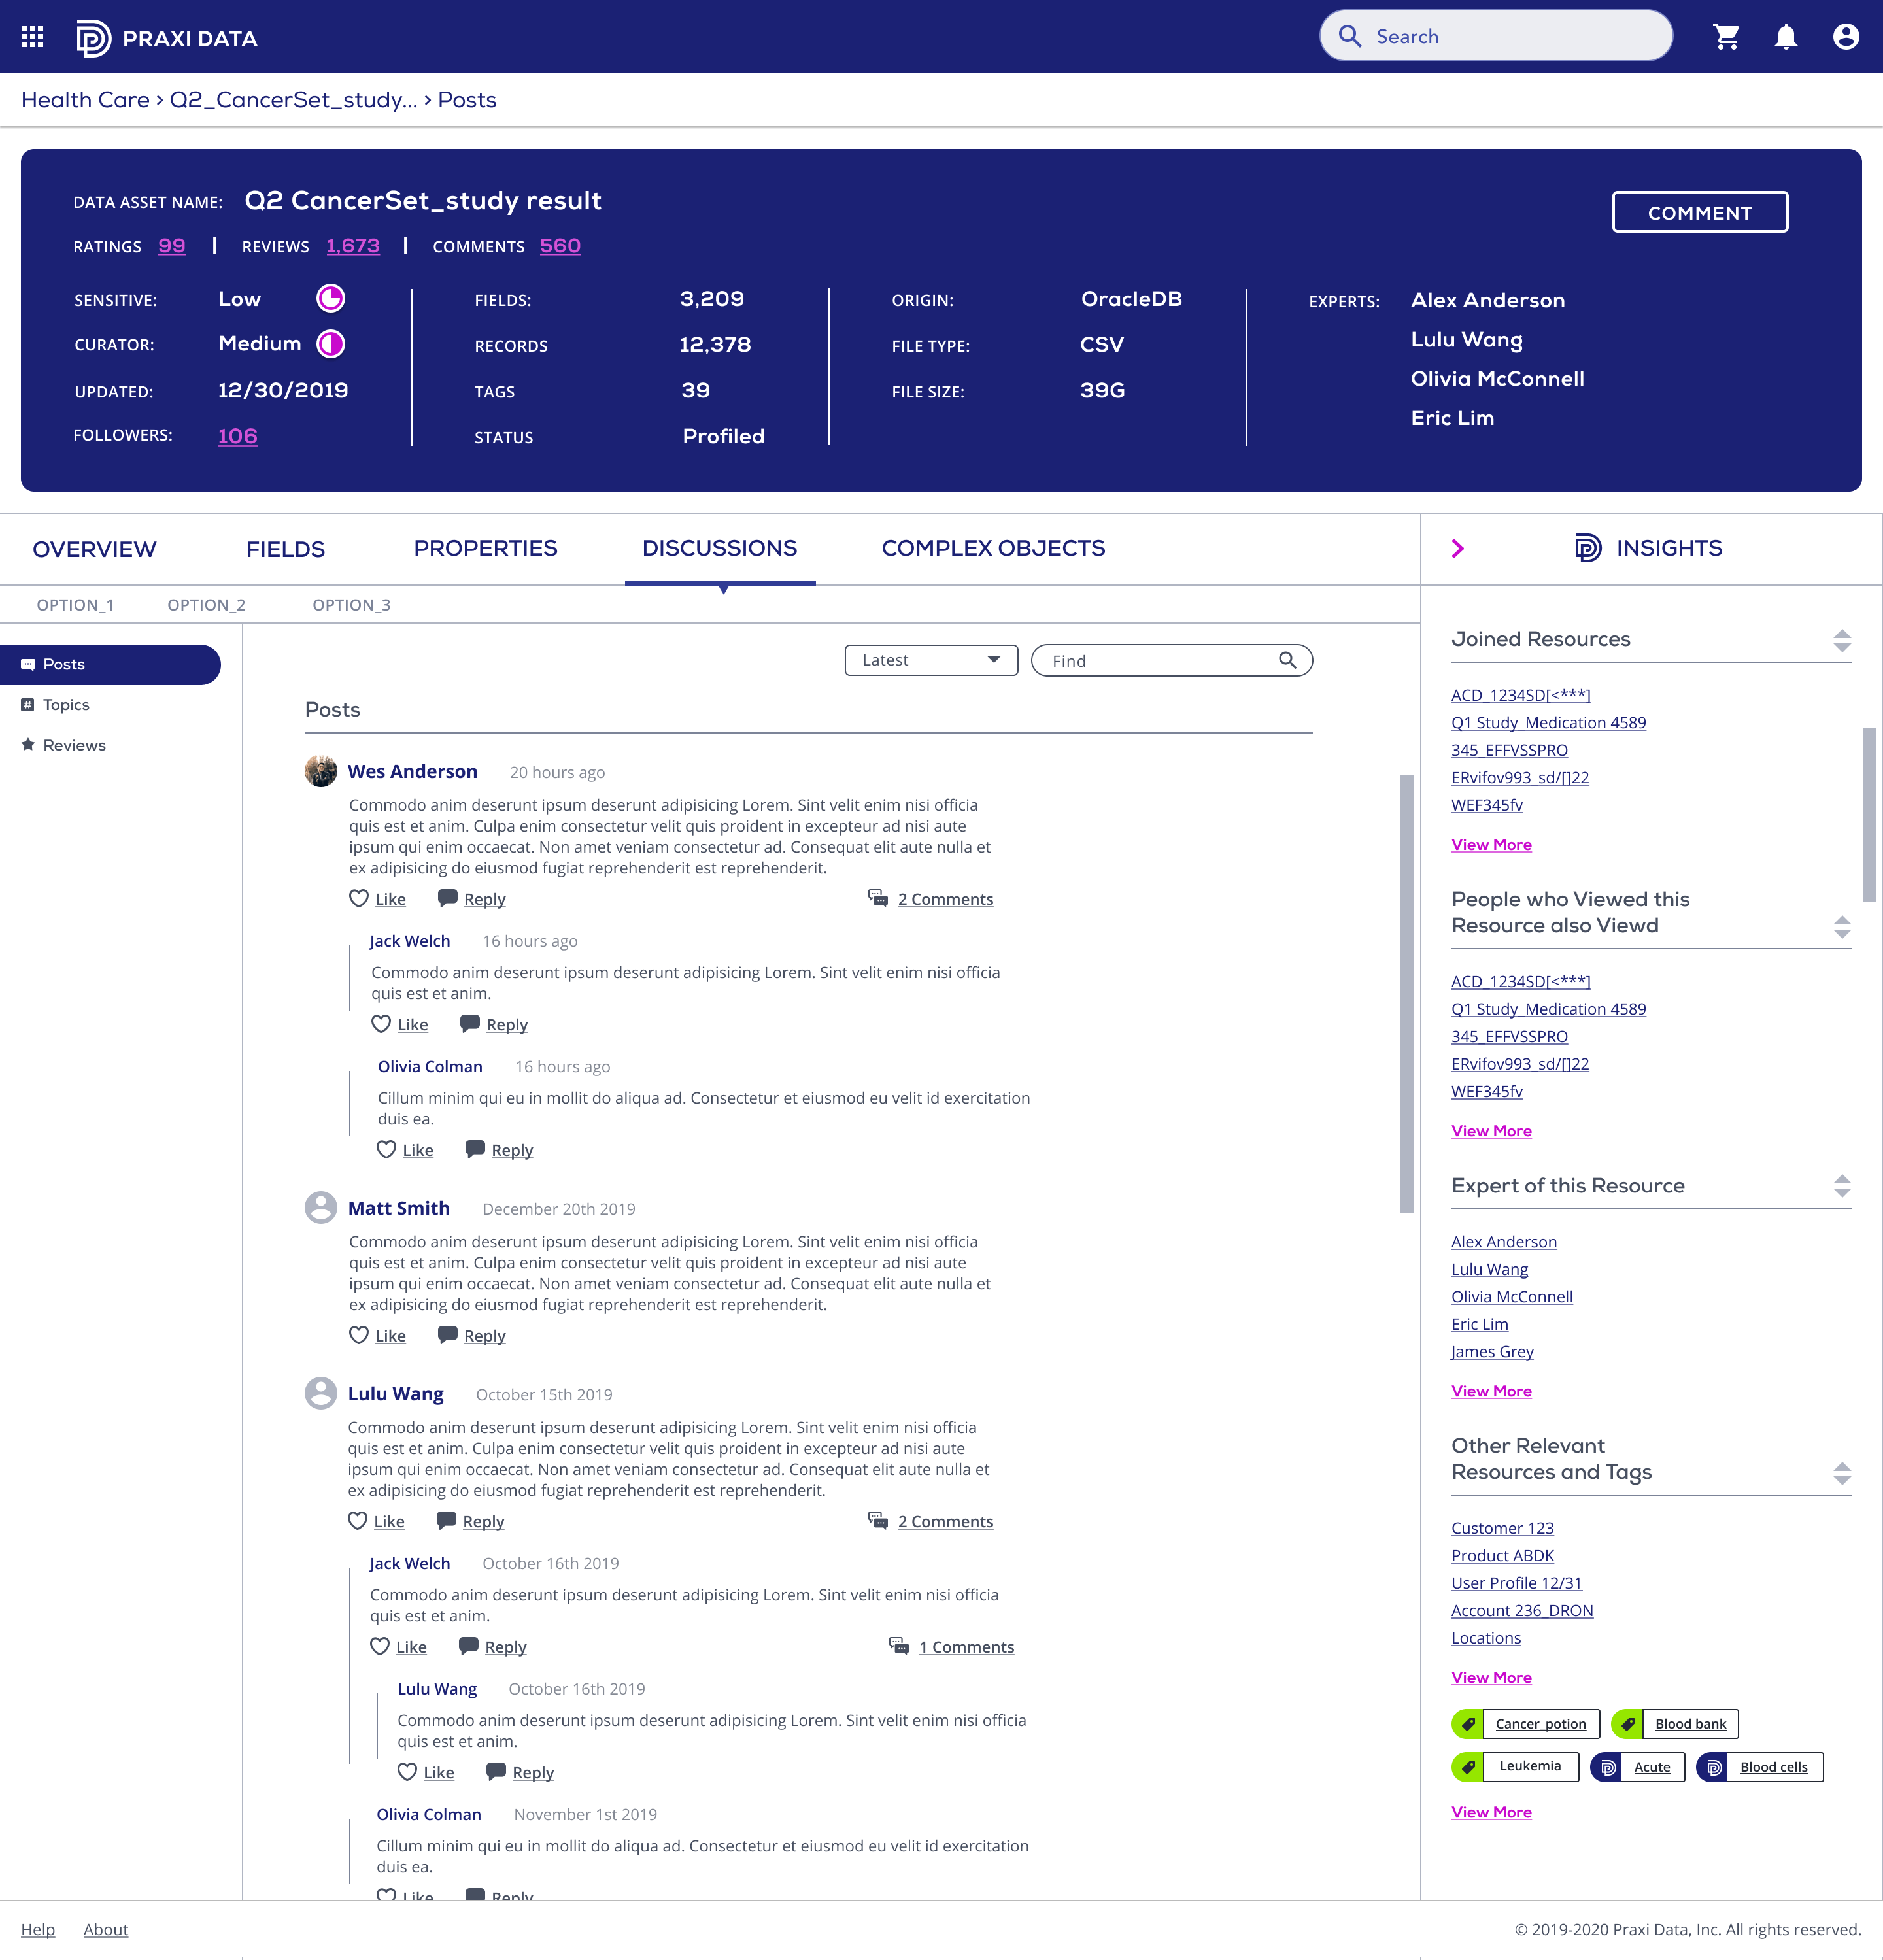 PRAXI DATA
Search
Health Care › Q2_CancerSet_study... › Posts
DATA ASSET NAME: Q2 CancerSet_study result
COMMENT
RATINGS 99 | REVIEWS 1,673 | COMMENTS 560
SENSITIVE: Low
CURATOR: Medium
UPDATED: 12/30/2019
FOLLOWERS: 106
FIELDS: 3,209
RECORDS 12,378
TAGS 39
STATUS Profiled
ORIGIN: OracleDB
FILE TYPE: CSV
FILE SIZE: 39G
EXPERTS: Alex Anderson
Lulu Wang
Olivia McConnell
Eric Lim
OVERVIEW FIELDS PROPERTIES DISCUSSIONS COMPLEX OBJECTS
OPTION_1 OPTION_2 OPTION_3
Posts
Topics
Reviews
Latest
Find
Posts
Wes Anderson 20 hours ago
Commodo anim deserunt ipsum deserunt adipisicing Lorem. Sint velit enim nisi officia
quis est et anim. Culpa enim consectetur velit quis proident in excepteur ad nisi aute
ipsum qui enim occaecat. Non amet veniam consectetur ad. Consequat elit aute nulla et
ex adipisicing do eiusmod fugiat reprehenderit est reprehenderit.
Like Reply 2 Comments
Jack Welch 16 hours ago
Commodo anim deserunt ipsum deserunt adipisicing Lorem. Sint velit enim nisi officia
quis est et anim.
Like Reply
Olivia Colman 16 hours ago
Cillum minim qui eu in mollit do aliqua ad. Consectetur et eiusmod eu velit id exercitation
duis ea.
Like Reply
Matt Smith December 20th 2019
Commodo anim deserunt ipsum deserunt adipisicing Lorem. Sint velit enim nisi officia
quis est et anim. Culpa enim consectetur velit quis proident in excepteur ad nisi aute
ipsum qui enim occaecat. Non amet veniam consectetur ad. Consequat elit aute nulla et
ex adipisicing do eiusmod fugiat reprehenderit est reprehenderit.
Like Reply
Lulu Wang October 15th 2019
Commodo anim deserunt ipsum deserunt adipisicing Lorem. Sint velit enim nisi officia
quis est et anim. Culpa enim consectetur velit quis proident in excepteur ad nisi aute
ipsum qui enim occaecat. Non amet veniam consectetur ad. Consequat elit aute nulla et
ex adipisicing do eiusmod fugiat reprehenderit est reprehenderit.
Like Reply 2 Comments
Jack Welch October 16th 2019
Commodo anim deserunt ipsum deserunt adipisicing Lorem. Sint velit enim nisi officia
quis est et anim.
Like Reply 1 Comments
Lulu Wang October 16th 2019
Commodo anim deserunt ipsum deserunt adipisicing Lorem. Sint velit enim nisi officia
quis est et anim.
Like Reply
Olivia Colman November 1st 2019
Cillum minim qui eu in mollit do aliqua ad. Consectetur et eiusmod eu velit id exercitation
duis ea.
Like Reply
INSIGHTS
Joined Resources
ACD_1234SD[<***]
Q1 Study_Medication 4589
345_EFFVSSPRO
ERvifov993_sd/[]22
WEF345fv
View More
People who Viewed this
Resource also Viewd
ACD_1234SD[<***]
Q1 Study_Medication 4589
345_EFFVSSPRO
ERvifov993_sd/[]22
WEF345fv
View More
Expert of this Resource
Alex Anderson
Lulu Wang
Olivia McConnell
Eric Lim
James Grey
View More
Other Relevant
Resources and Tags
Customer 123
Product ABDK
User Profile 12/31
Account 236_DRON
Locations
View More
Cancer_potion Blood bank
Leukemia Acute Blood cells
View More
Help About
© 2019-2020 Praxi Data, Inc. All rights reserved.